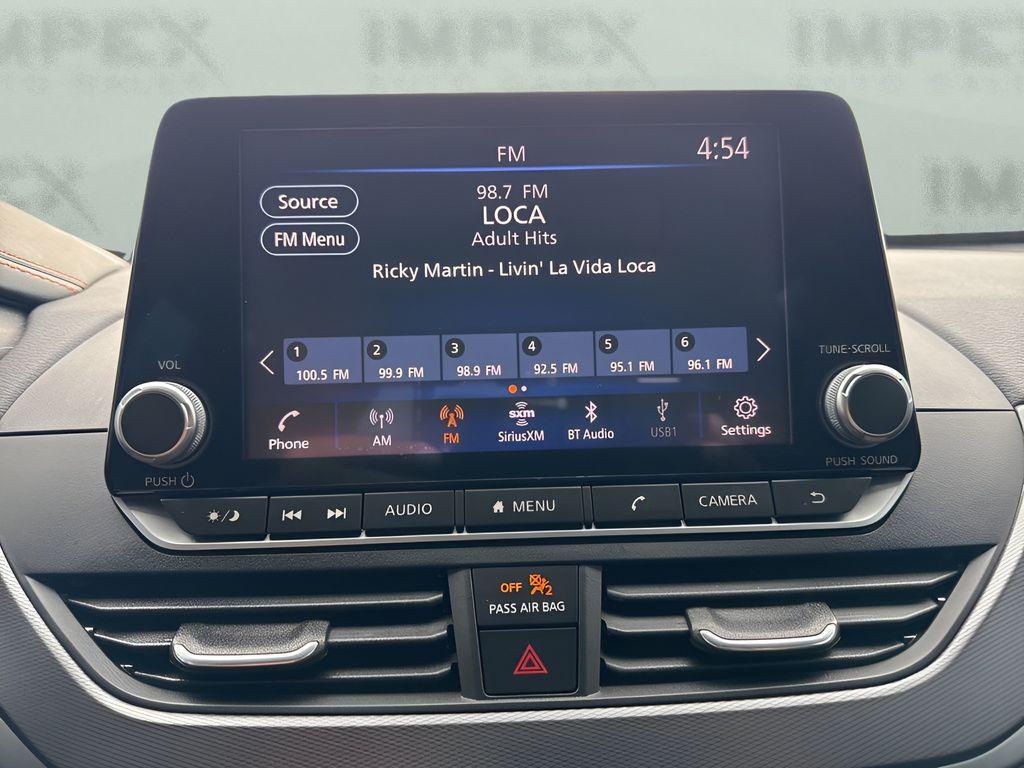 IMPEX IMPEX IMPEX
FM 4:54
Source
98.7 FM
LOCA
FM Menu
Adult Hits
Ricky Martin - Livin' La Vida Loca
1 2 3 4 5 6
100.5 FM 99.9 FM 98.9 FM 92.5 FM 95.1 FM 96.1 FM
VOL
TUNE·SCROLL
Phone AM FM sxm SiriusXM BT Audio USB1 Settings
PUSH
PUSH SOUND
AUDIO MENU CAMERA
OFF 2
PASS AIR BAG